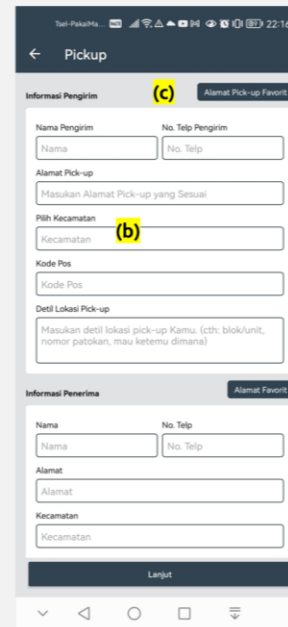 Tsel-PakaiMa... 22:16
Pickup
Informasi Pengirim (c) Alamat Pick-up Favorit
Nama Pengirim No. Telp Pengirim
Nama No. Telp
Alamat Pick-up
Masukan Alamat Pick-up yang Sesuai
Pilih Kecamatan
Kecamatan (b)
Kode Pos
Kode Pos
Detil Lokasi Pick-up
Masukan detil lokasi pick-up Kamu. (cth: blok/unit,
nomor patokan, mau ketemu dimana)
Informasi Penerima Alamat Favorit
Nama No. Telp
Nama No. Telp
Alamat
Alamat
Kecamatan
Kecamatan
Lanjut